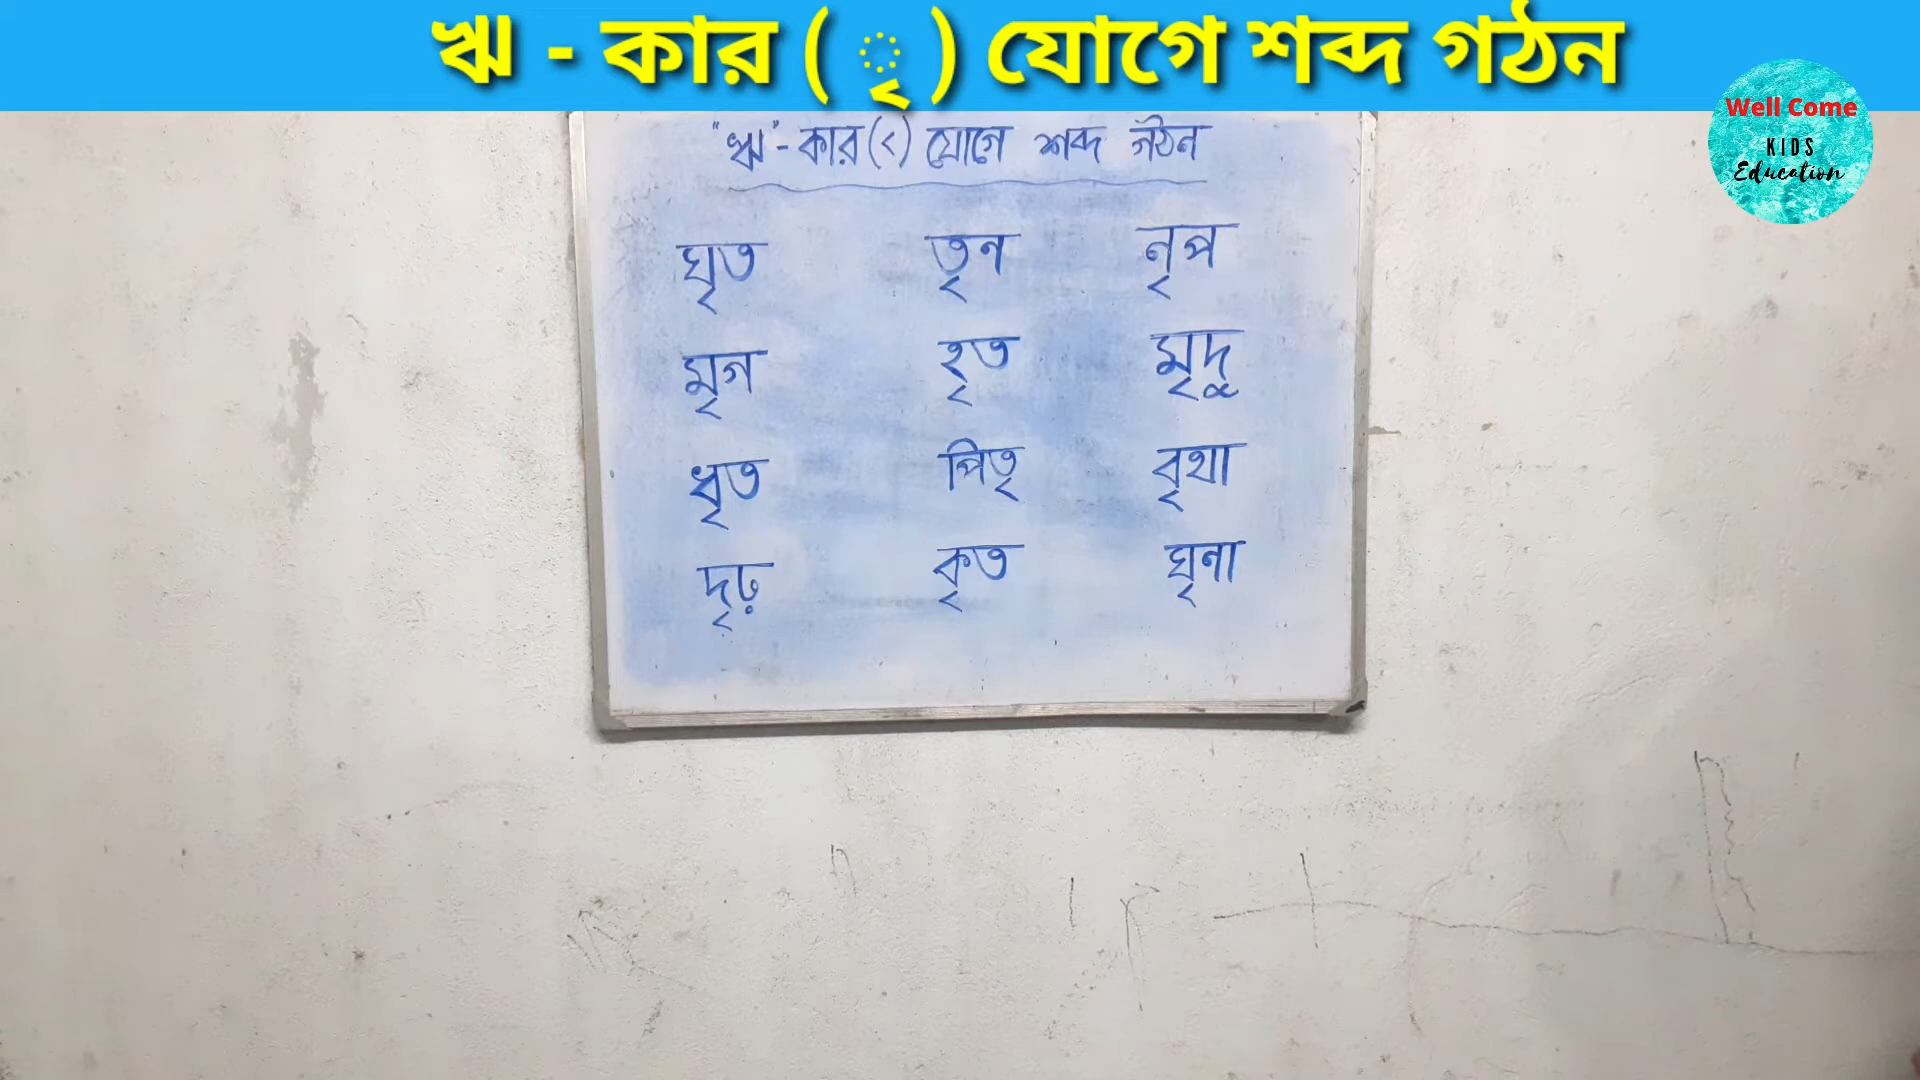 ঋ - কার ( ৃ ) যোগে শব্দ গঠন
Well Come
KIDS
Education
"ঋ" - কার (ৃ) যোগে শব্দ গঠন
ঘৃত তৃন নৃপ
মৃগ হৃত মৃদু
ধৃত পিতৃ বৃথা
দৃঢ় কৃত ঘৃনা